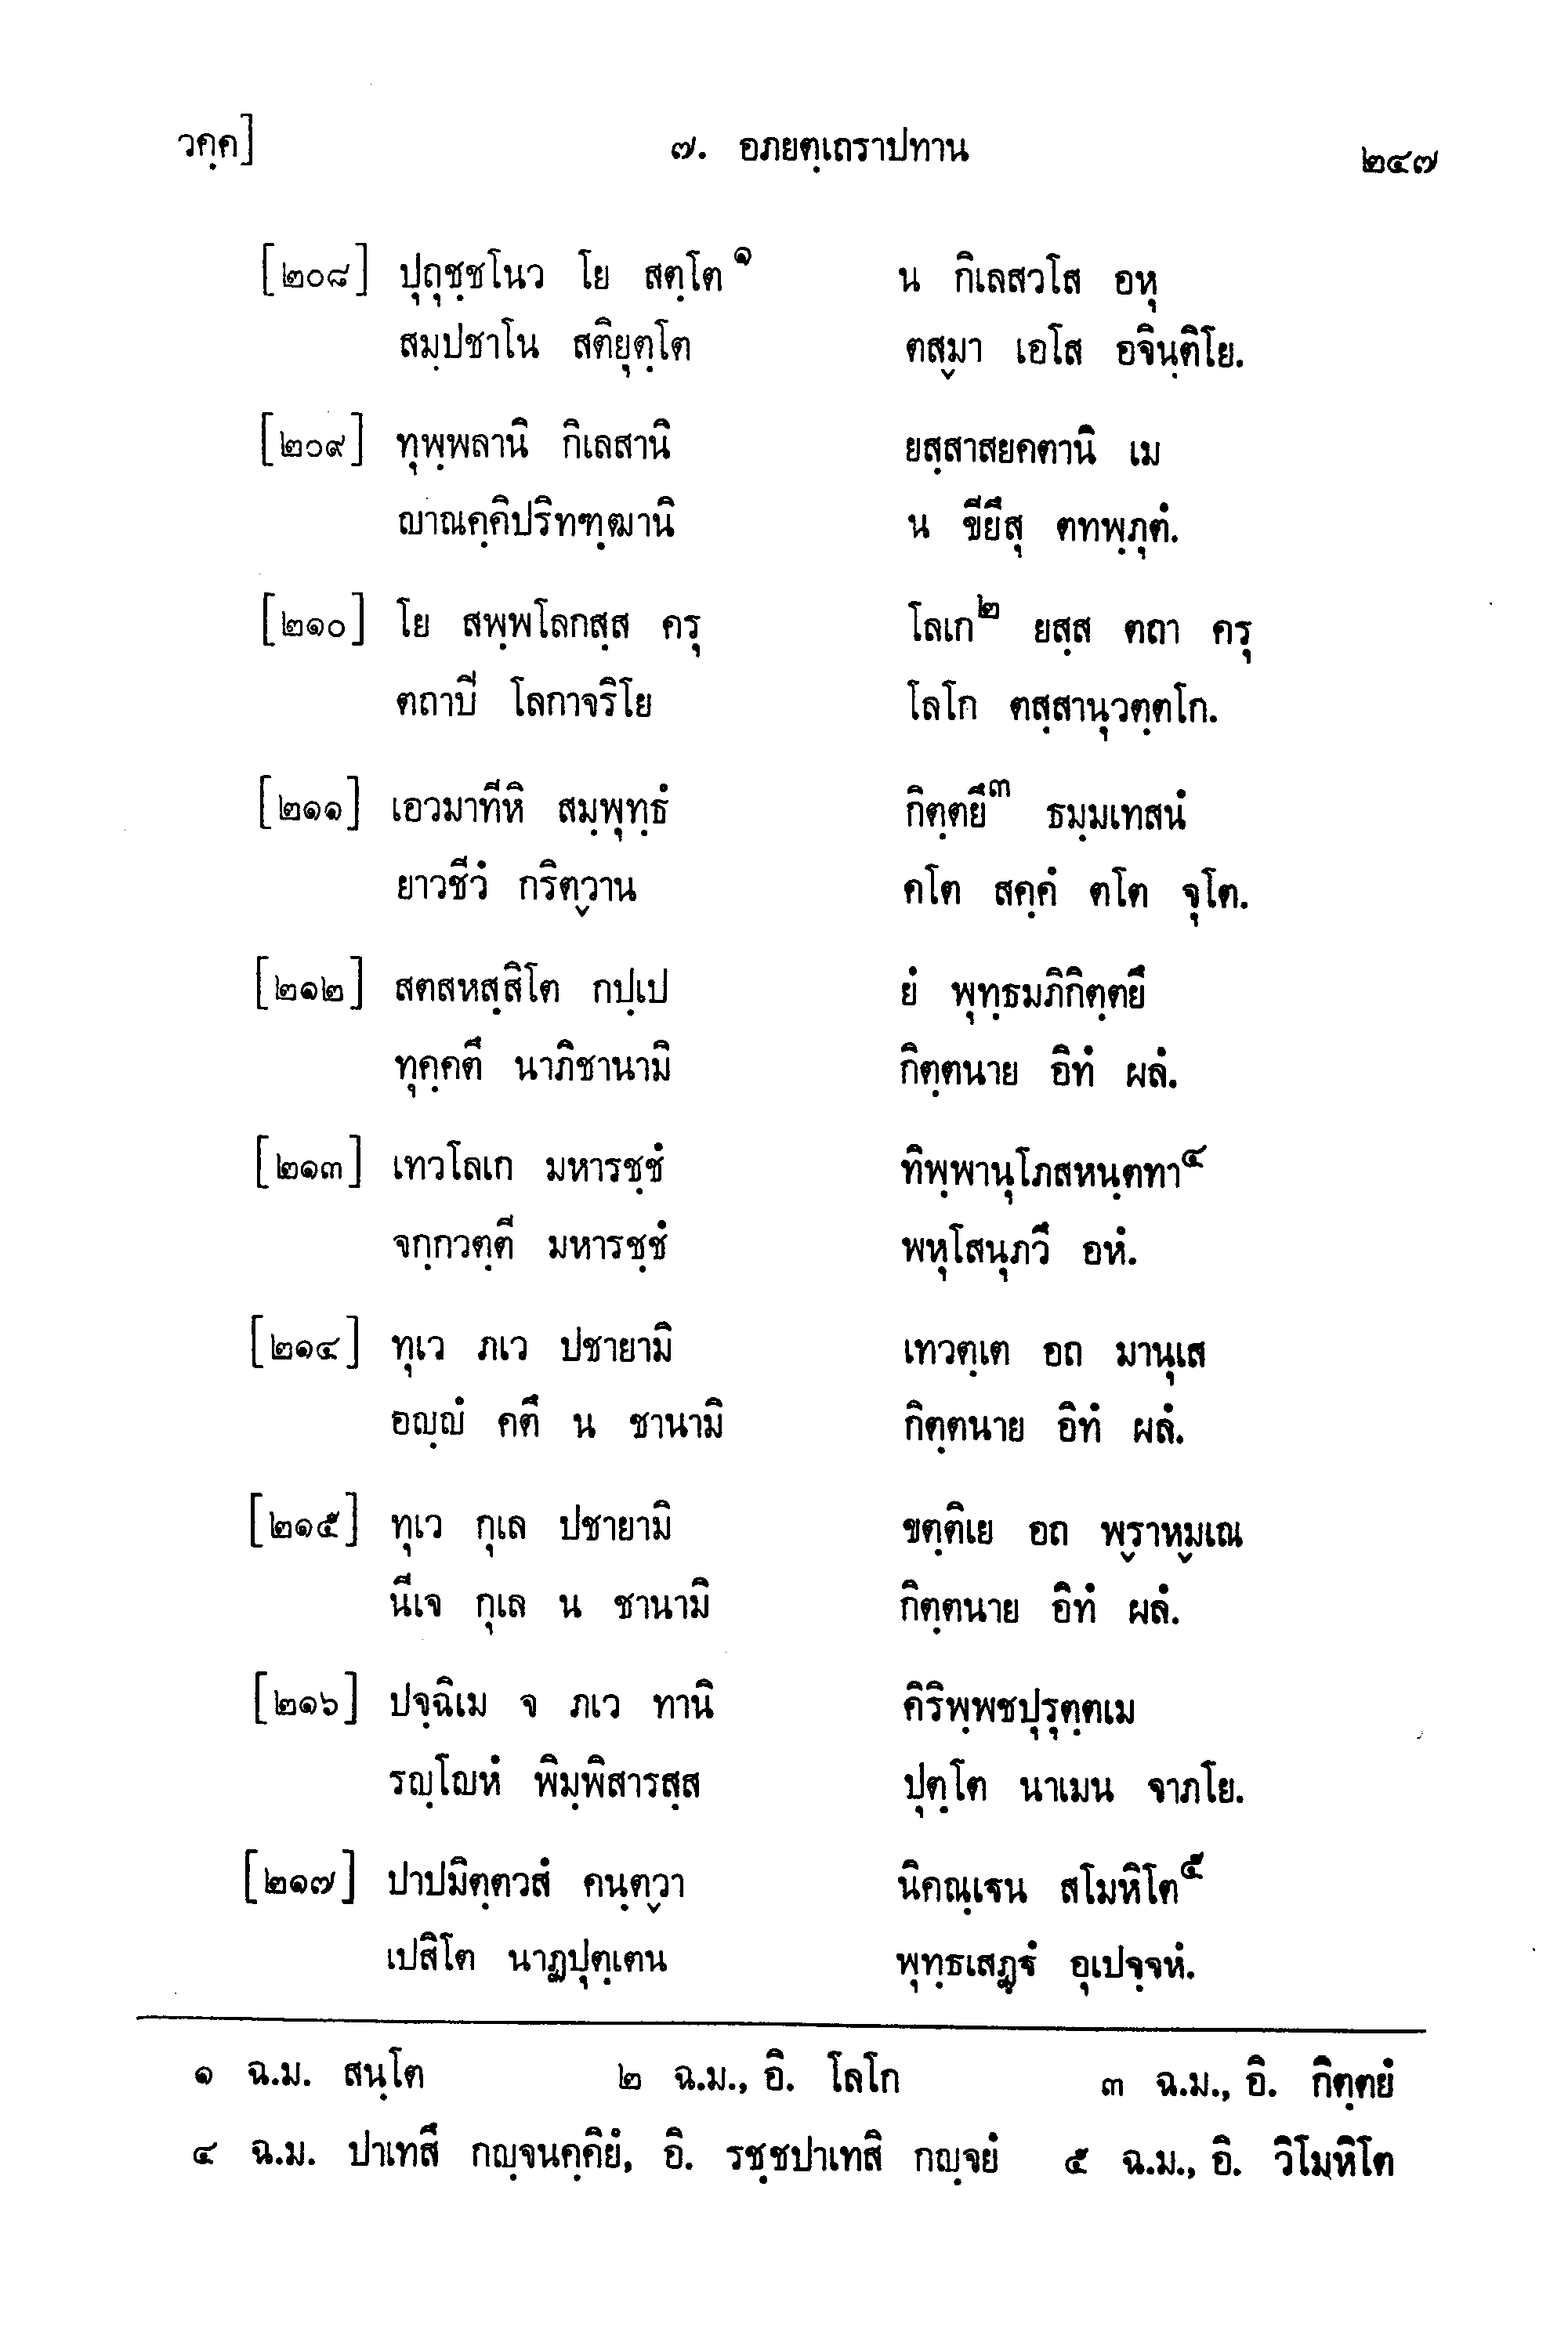 วคฺค] ๗. อภยตฺเถราปทาน ๒๔๗
[๒๐๘] ปุถุชฺชโนว โย สตฺโต๑ น กิเลสวโส อหุ
สมฺปชาโน สติยุตฺโต ตสฺมา เอโส อจินฺติโย.
[๒๐๙] ทุพฺพลานิ กิเลสานิ ยสฺสาสยคตานิ เม
ญาณคฺคิปริทฑฺฒานิ น ขียึสุ ตทพฺภุตํ.
[๒๑๐] โย สพฺพโลกสฺส ครุ โลเก๒ ยสฺส ตถา ครุ
ตถาปี โลกาจริโย โลโก ตสฺสานุวตฺตโก.
[๒๑๑] เอวมาทีหิ สมฺพุทฺธํ กิตฺตยึ๓ ธมฺมเทสนํ
ยาวชีวํ กริตฺวาน คโต สคฺคํ ตโต จุโต.
[๒๑๒] สตสหสฺสิโต กปฺเป ยํ พุทฺธมภิกิตฺตยึ
ทุคฺคตึ นาภิชานามิ กิตฺตนาย อิทํ ผลํ.
[๒๑๓] เทวโลเก มหารชฺชํ ทิพฺพานุโภสหนฺตทา๔
จกฺกวตฺตี มหารชฺชํ พหุโสนุภวึ อหํ.
[๒๑๔] ทุเว ภเว ปชายามิ เทวตฺเต อถ มานุเส
อญฺญํ คตึ น ชานามิ กิตฺตนาย อิทํ ผลํ.
[๒๑๕] ทุเว กุเล ปชายามิ ขตฺติเย อถ พฺราหฺมเณ
นีเจ กุเล น ชานามิ กิตฺตนาย อิทํ ผลํ.
[๒๑๖] ปจฺฉิเม จ ภเว ทานิ คิริพฺพชปุรุตฺตเม
รญฺโญหํ พิมฺพิสารสฺส ปุตฺโต นาเมน จาภโย.
[๒๑๗] ปาปมิตฺตวสํ คนฺตฺวา นิคณฺเฐน สโมหิโต๕
เปสิโต นาฏปุตฺเตน พุทฺธเสฏฺฐํ อุเปจฺจหํ.
๑ ฉ.ม. สนฺโต ๒ ฉ.ม., อิ. โลโก ๓ ฉ.ม., อิ. กิตฺตยํ
๔ ฉ.ม. ปาเทสึ กญฺจนคฺคิยํ, อิ. รชฺชปาเทสิ กญฺจยํ ๕ ฉ.ม., อิ. วิโมหิโต